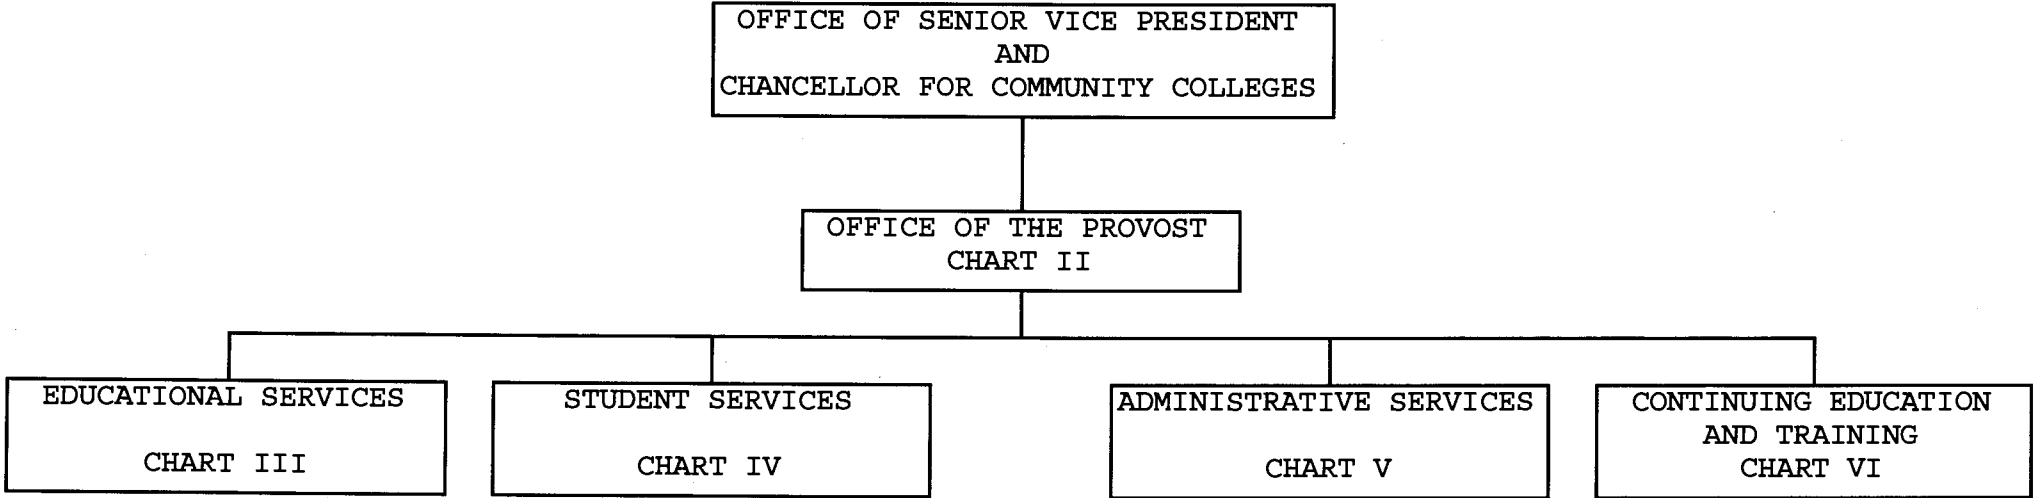 OFFICE OF SENIOR VICE PRESIDENT
AND
CHANCELLOR FOR COMMUNITY COLLEGES
OFFICE OF THE PROVOST
CHART II
EDUCATIONAL SERVICES
CHART III
STUDENT SERVICES
CHART IV
ADMINISTRATIVE SERVICES
CHART V
CONTINUING EDUCATION
AND TRAINING
CHART VI